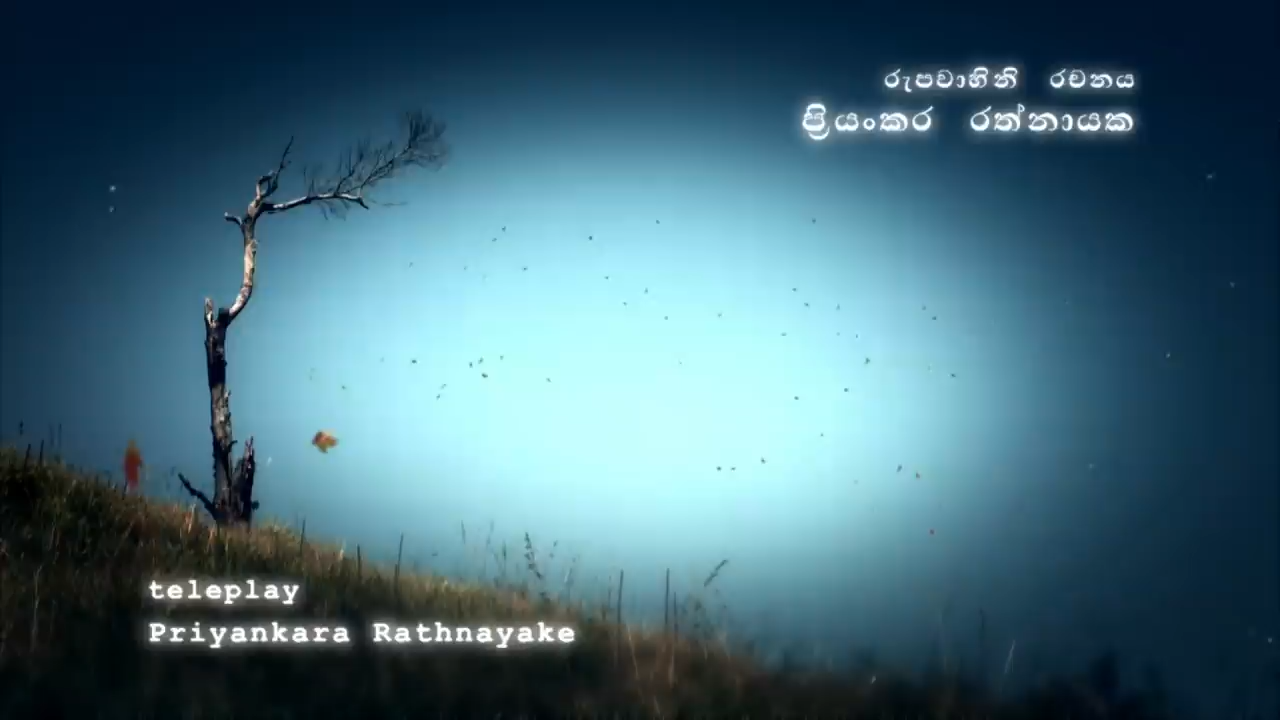 රූපවාහිනි රචනය
ප්‍රියංකර රත්නායක
teleplay
Priyankara Rathnayake